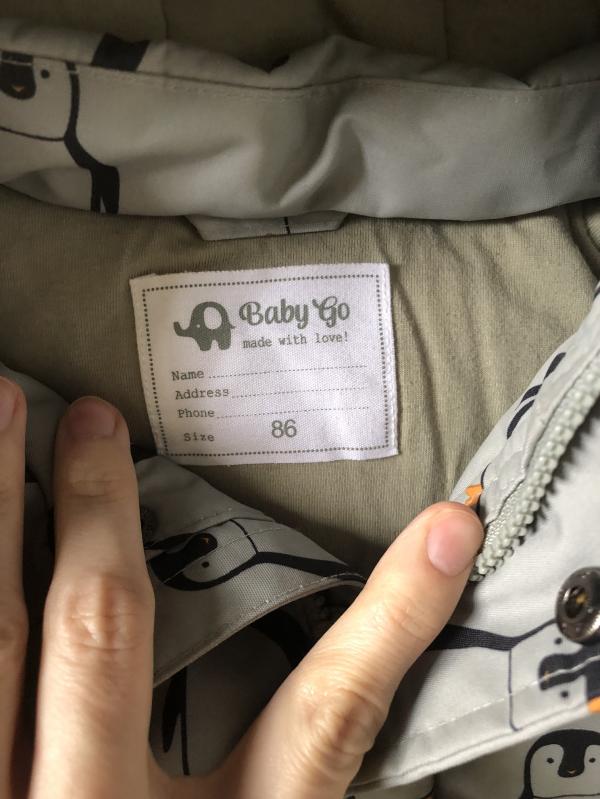 Baby Go
made with love!
Name
Address
Phone
Size 86